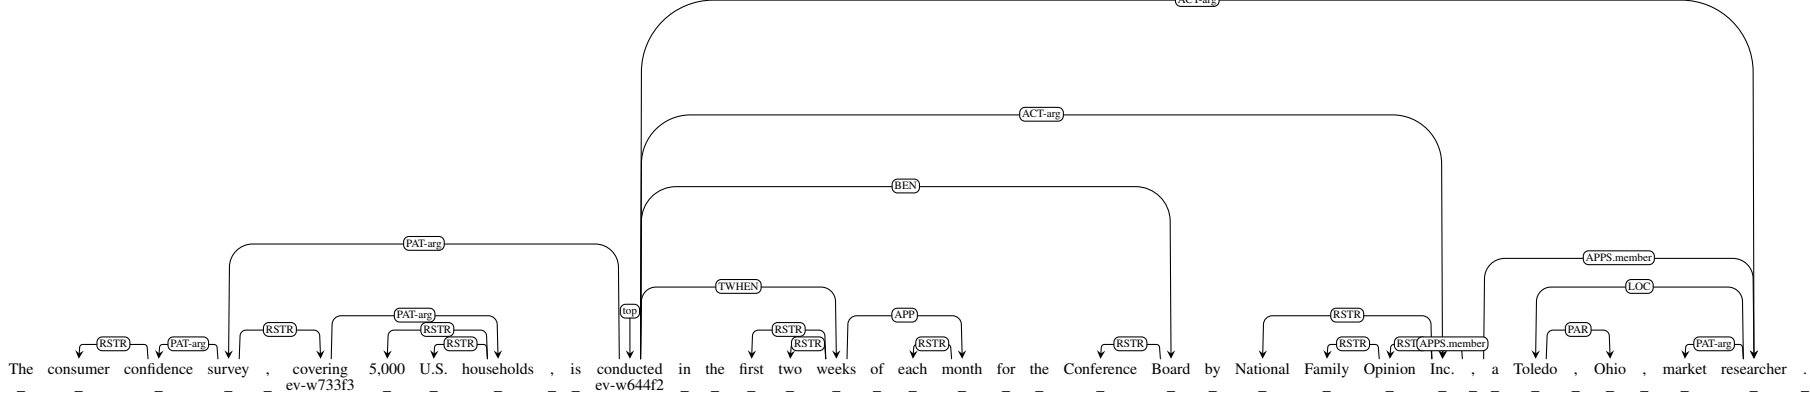 ACT-arg
ACT-arg
BEN
PAT-arg
APPS.member
TWHEN LOC
top
PAT-arg APP RSTR
RSTR RSTR RSTR PAR
RSTR PAT-arg RSTR RSTR RSTR RSTR RSTR APPS.member PAT-arg
The consumer confidence survey , covering 5,000 U.S. households , is conducted in the first two weeks of each month for the Conference Board by National Family Opinion Inc. , a Toledo , Ohio , market researcher .
_ _ _ _ _ ev-w733f3 _ _ _ _ _ ev-w644f2 _ _ _ _ _ _ _ _ _ _ _ _ _ _ _ _ _ _ _ _ _ _ _ _ _ _